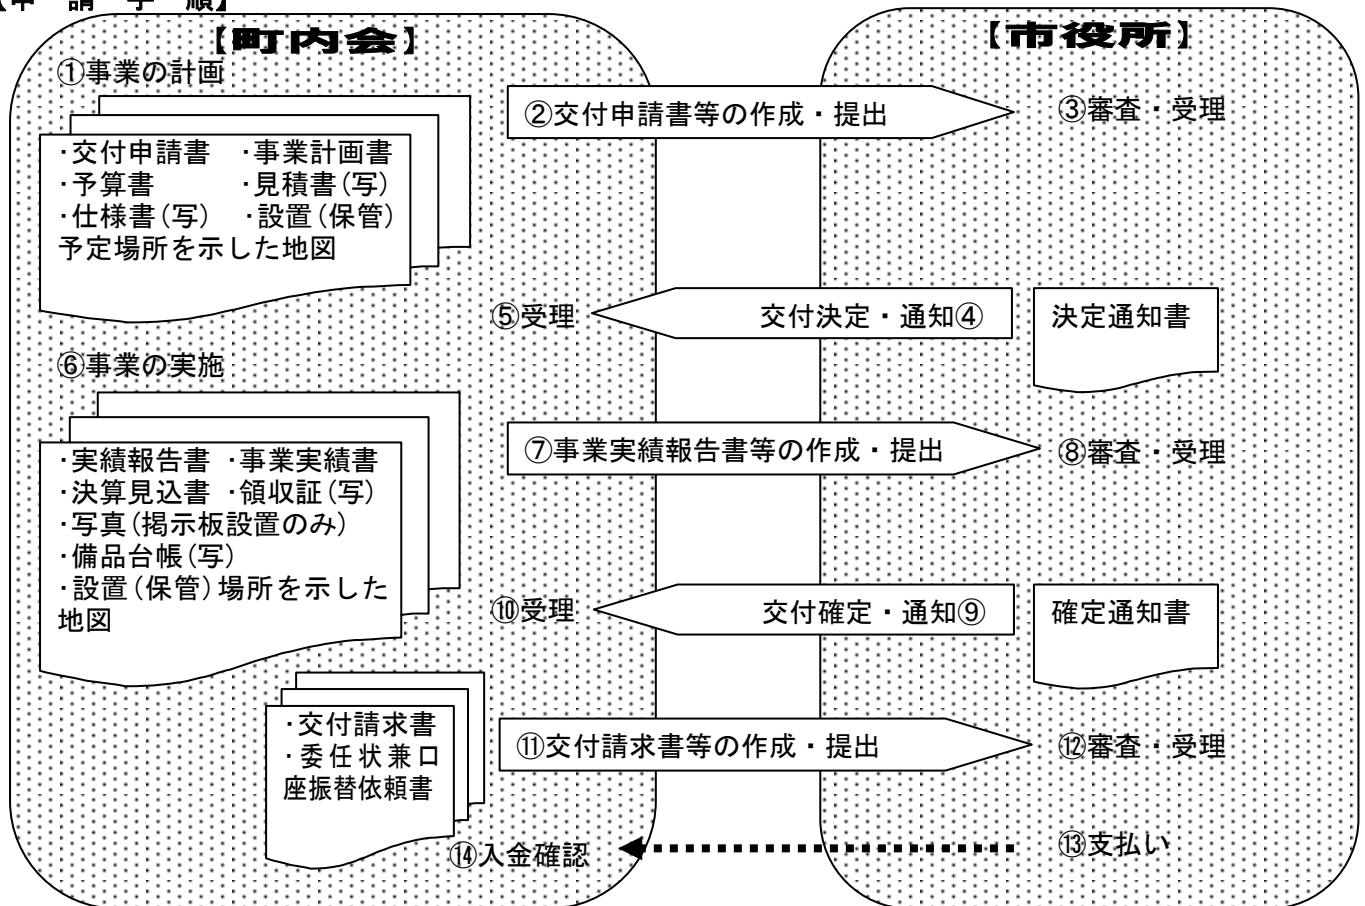 【申 請 手 順】
【町内会】
【市役所】
①事業の計画
②交付申請書等の作成・提出
③審査・受理
・交付申請書 ・事業計画書
・予算書 ・見積書(写)
・仕様書(写) ・設置(保管)
予定場所を示した地図
⑤受理
交付決定・通知④
決定通知書
⑥事業の実施
⑦事業実績報告書等の作成・提出
⑧審査・受理
・実績報告書 ・事業実績書
・決算見込書 ・領収証(写)
・写真(掲示板設置のみ)
・備品台帳(写)
・設置(保管)場所を示した
地図
⑩受理
交付確定・通知⑨
確定通知書
・交付請求書
・委任状兼口
座振替依頼書
⑪交付請求書等の作成・提出
⑫審査・受理
⑭入金確認
⑬支払い